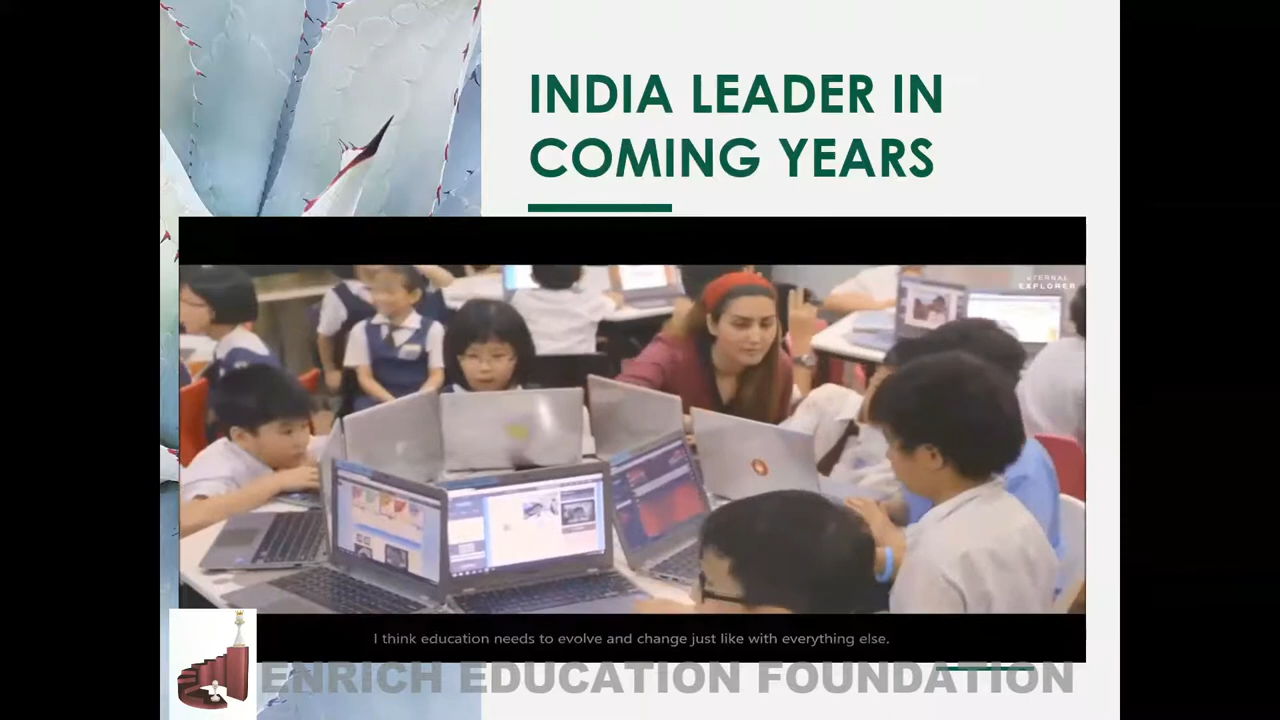 INDIA LEADER IN
COMING YEARS
ETERNAL
EXPLORER
I think education needs to evolve and change just like with everything else.
ENRICH EDUCATION FOUNDATION